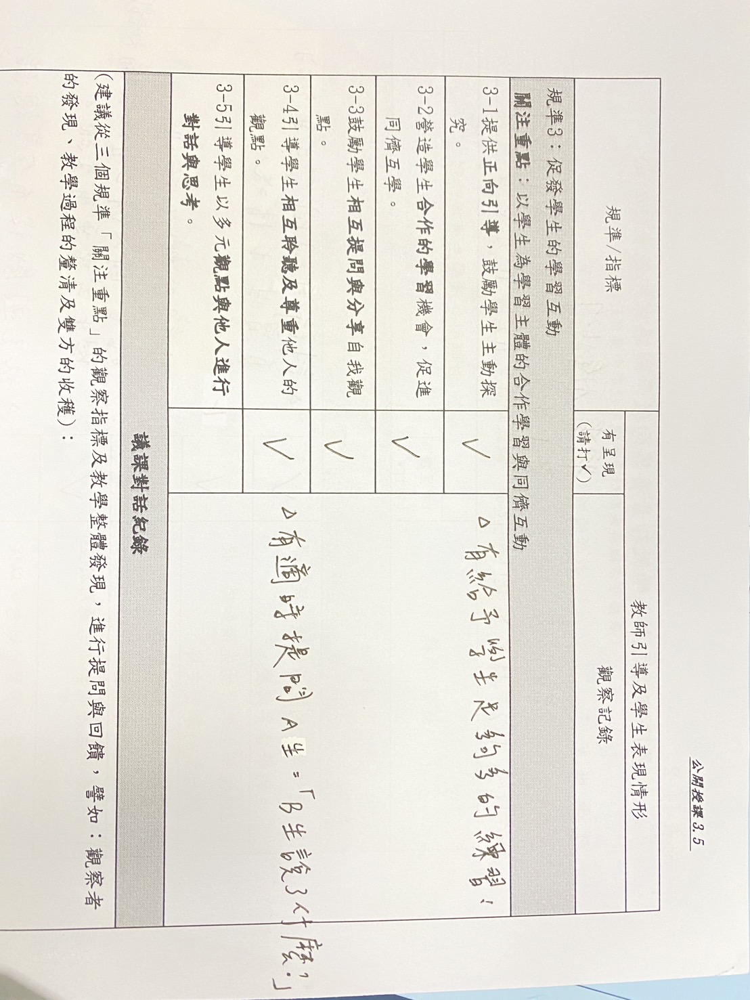 公開授課3.5
規準/指標
教師引導及學生表現情形
有呈現
(請打✓)
觀察記錄
規準3：促發學生的學習互動
關注重點：以學生為學習主體的合作學習與同儕互動
3-1提供正向引導，鼓勵學生主動探
究。
✓
△有給予學生足夠多的練習！
3-2營造學生合作的學習機會，促進
同儕互學。
✓
3-3鼓勵學生相互提問與分享自我觀
點。
✓
3-4引導學生相互聆聽及尊重他人的
觀點。
✓
△有適時提問A生：「B生說了什麼？」
3-5引導學生以多元觀點與他人進行
對話與思考。
議課對話紀錄
(建議從三個規準「關注重點」的觀察指標及教學整體發現，進行提問與回饋，譬如：觀察者
的發現、教學過程的釐清及雙方的收穫)：